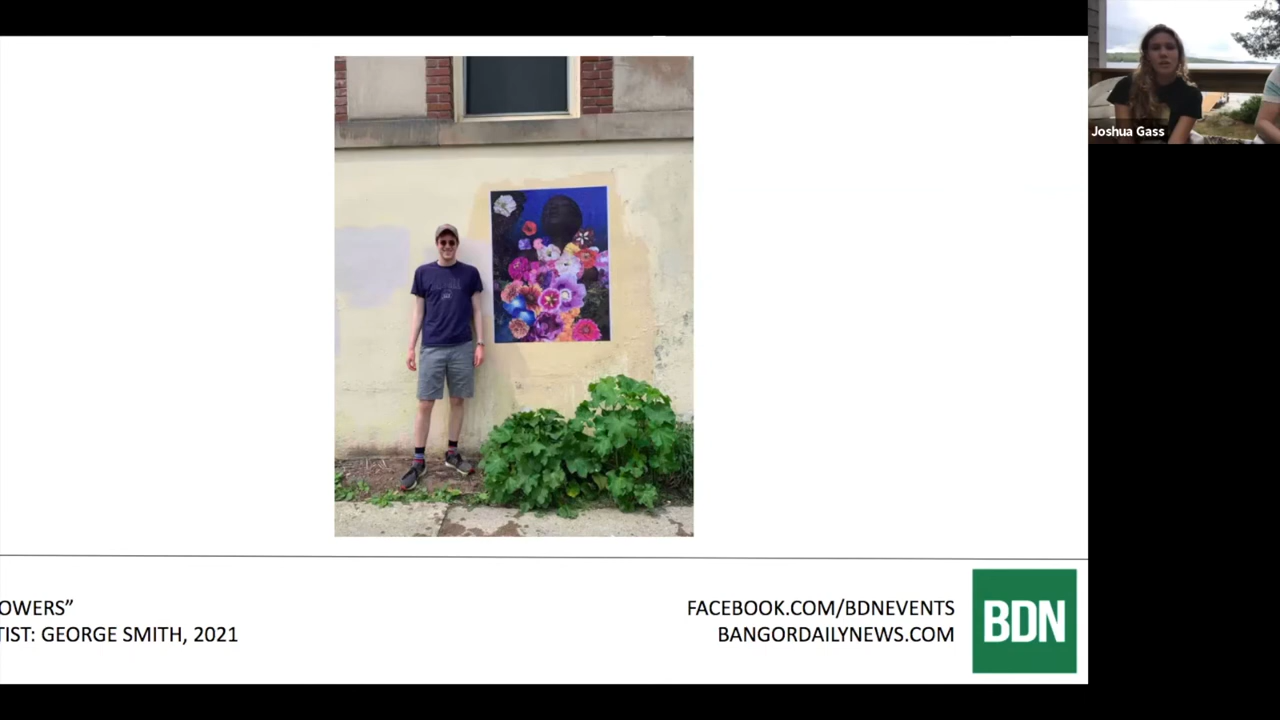 Joshua Gass
OWERS”
TIST: GEORGE SMITH, 2021
FACEBOOK.COM/BDNEVENTS
BANGORDAILYNEWS.COM
BDN